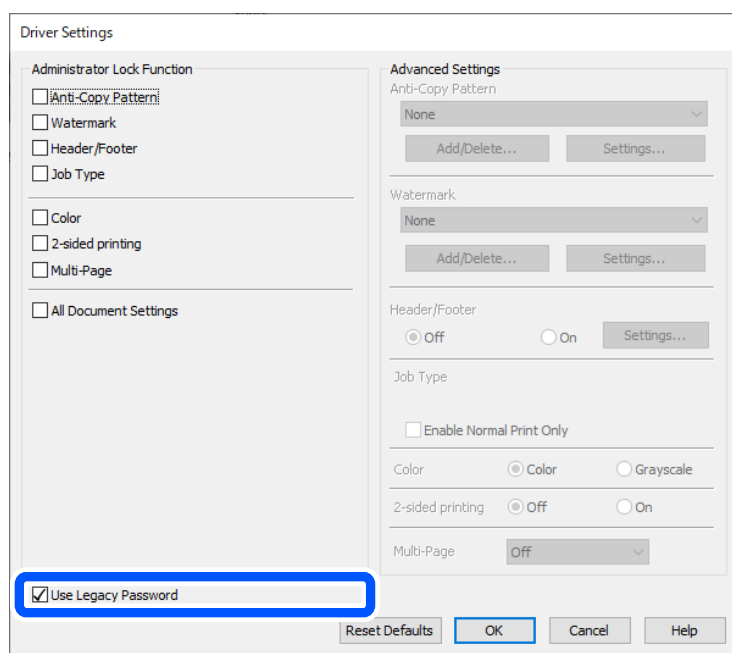 Driver Settings
Administrator Lock Function
Anti-Copy Pattern
Watermark
Header/Footer
Job Type
Color
2-sided printing
Multi-Page
All Document Settings
Use Legacy Password
Advanced Settings
Anti-Copy Pattern
None
Add/Delete... Settings...
Watermark
None
Add/Delete... Settings...
Header/Footer
Off On Settings...
Job Type
Enable Normal Print Only
Color Color Grayscale
2-sided printing Off On
Multi-Page Off
Reset Defaults OK Cancel Help